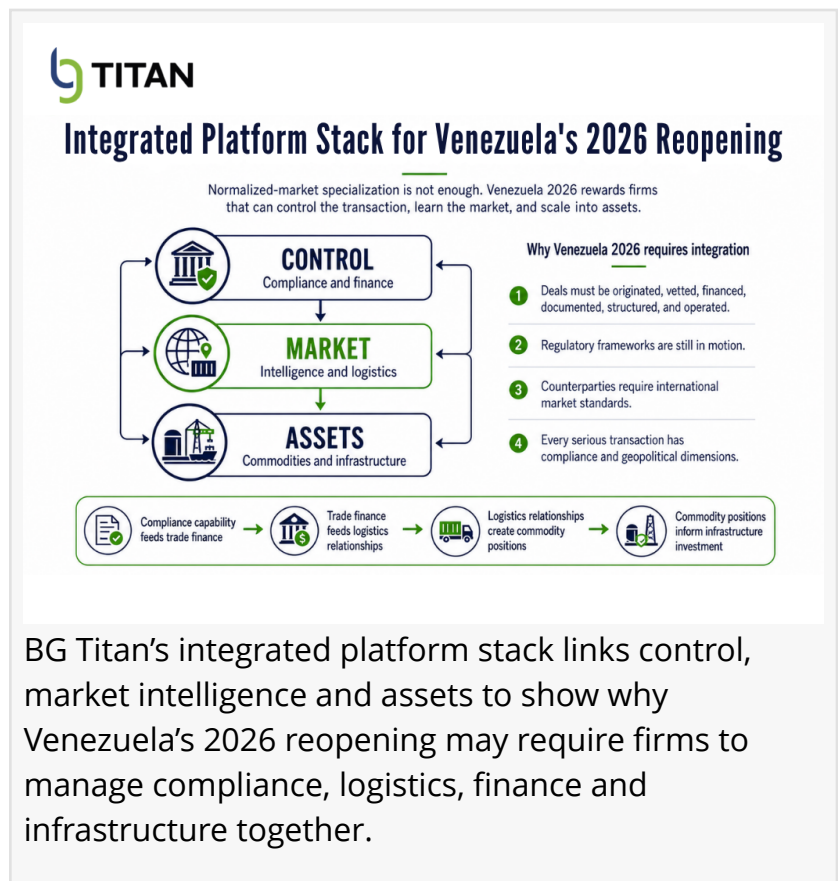 bg TITAN
Integrated Platform Stack for Venezuela's 2026 Reopening
Normalized-market specialization is not enough. Venezuela 2026 rewards firms
that can control the transaction, learn the market, and scale into assets.
CONTROL
Compliance and finance
MARKET
Intelligence and logistics
ASSETS
Commodities and infrastructure
Why Venezuela 2026 requires integration
1 Deals must be originated, vetted, financed,
documented, structured, and operated.
2 Regulatory frameworks are still in motion.
3 Counterparties require international
market standards.
4 Every serious transaction has
compliance and geopolitical dimensions.
Compliance capability
feeds trade finance
Trade finance
feeds logistics
relationships
$
Logistics relationships
create commodity
positions
Commodity positions
inform infrastructure
investment
BG Titan’s integrated platform stack links control,
market intelligence and assets to show why
Venezuela’s 2026 reopening may require firms to
manage compliance, logistics, finance and
infrastructure together.